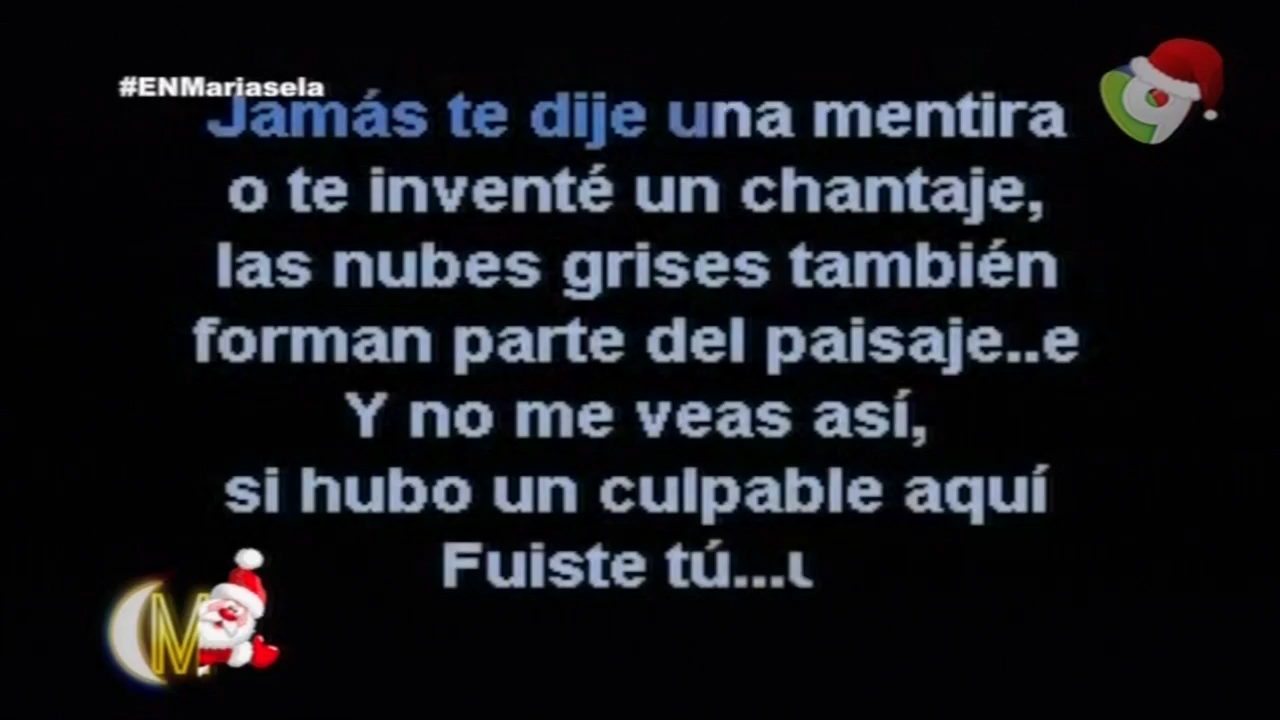 #ENMariasela
Jamás te dije una mentira
o te inventé un chantaje,
las nubes grises también
forman parte del paisaje..e
Y no me veas así,
si hubo un culpable aquí
Fuiste tú...u
M